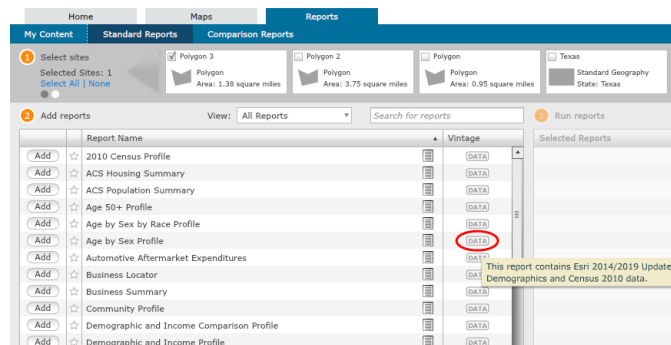 Home Maps Reports
My Content Standard Reports Comparison Reports
1 Select sites
Selected Sites: 1
Select All | None
Polygon 3
Polygon
Area: 1.38 square miles
Polygon 2
Polygon
Area: 3.75 square miles
Polygon
Polygon
Area: 0.95 square miles
Texas
Standard Geography
State: Texas
2 Add reports View: All Reports Search for reports 3 Run reports
Report Name Vintage Selected Reports
Add 2010 Census Profile DATA
Add ACS Housing Summary DATA
Add ACS Population Summary DATA
Add Age 50+ Profile DATA
Add Age by Sex by Race Profile DATA
Add Age by Sex Profile DATA
Add Automotive Aftermarket Expenditures
Add Business Locator DAT
Add Business Summary DATA
Add Community Profile DATA
Add Demographic and Income Comparison Profile DATA
Add Demographic and Income Profile DATA
This report contains Esri 2014/2019 Update
Demographics and Census 2010 data.